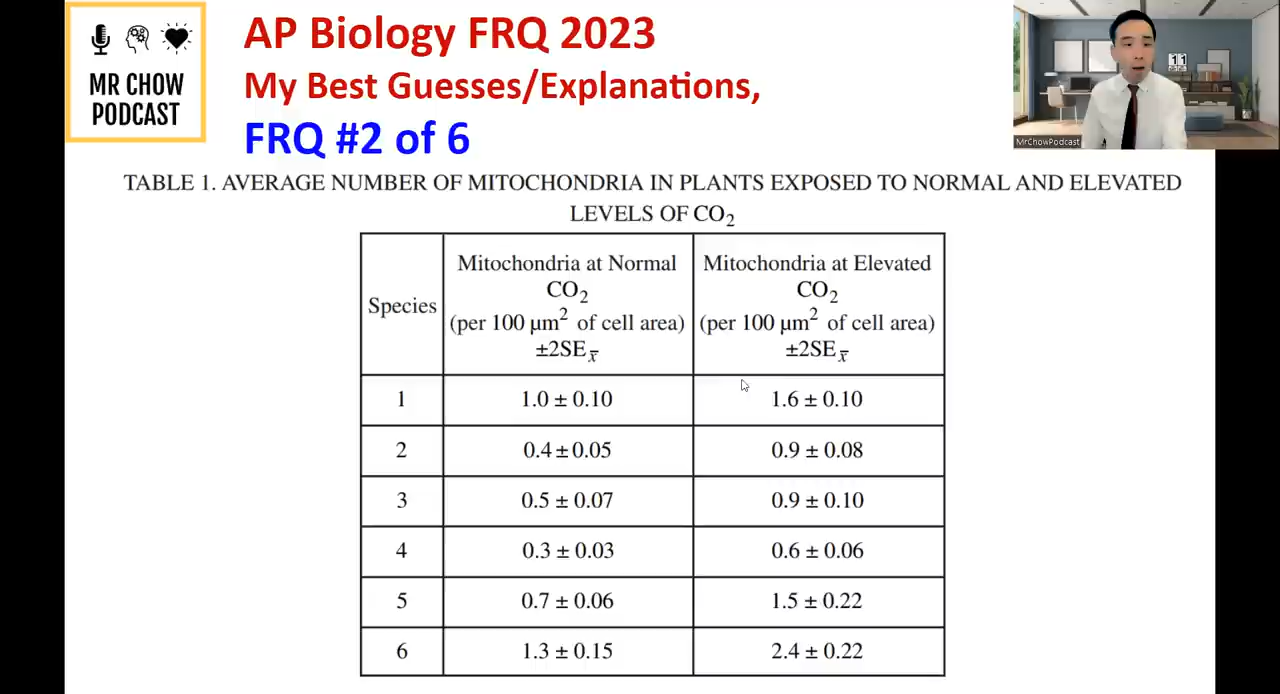 MR CHOW
PODCAST
AP Biology FRQ 2023
My Best Guesses/Explanations,
FRQ #2 of 6
11
MrChowPodcast
TABLE 1. AVERAGE NUMBER OF MITOCHONDRIA IN PLANTS EXPOSED TO NORMAL AND ELEVATED
LEVELS OF CO₂
Species
Mitochondria at Normal
CO₂
(per 100 µm² of cell area)
±2SE x̄
Mitochondria at Elevated
CO₂
(per 100 µm² of cell area)
±2SE x̄
1 1.0 ± 0.10 1.6 ± 0.10
2 0.4 ± 0.05 0.9 ± 0.08
3 0.5 ± 0.07 0.9 ± 0.10
4 0.3 ± 0.03 0.6 ± 0.06
5 0.7 ± 0.06 1.5 ± 0.22
6 1.3 ± 0.15 2.4 ± 0.22